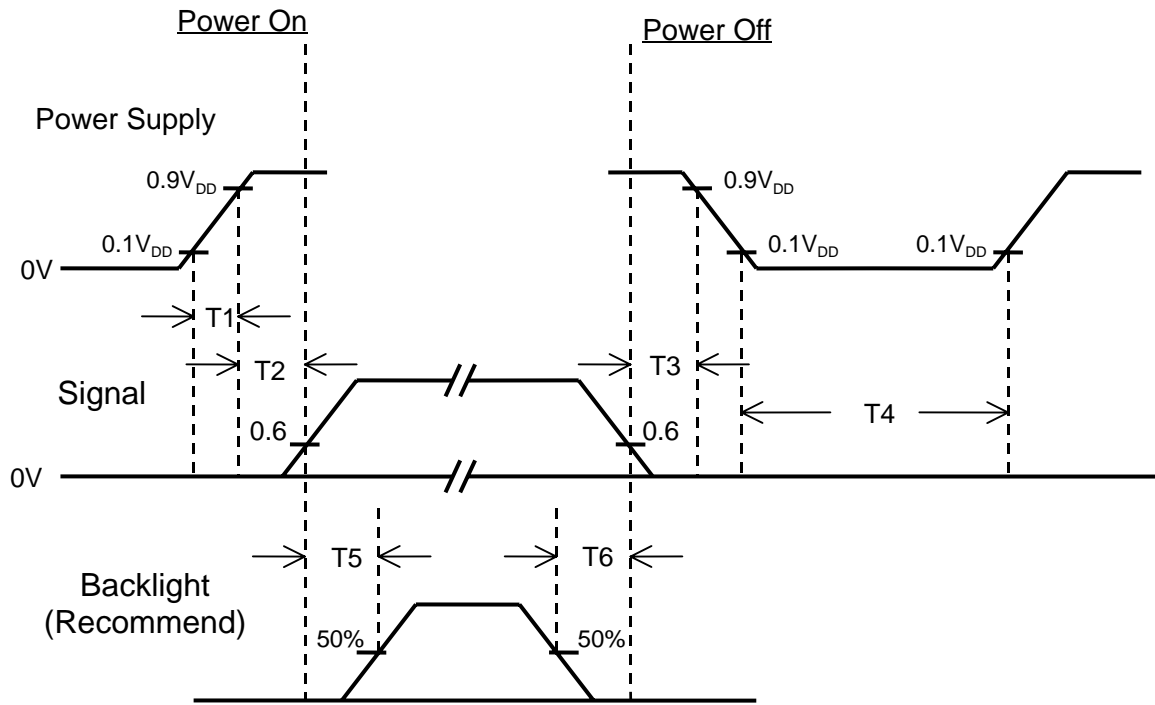 Power On
Power Off
Power Supply
0.9VDD
0.9VDD
0.1VDD
0.1VDD
0.1VDD
0V
T1
T2
T3
Signal
T4
0.6
0.6
0V
T5
T6
Backlight
(Recommend)
50%
50%